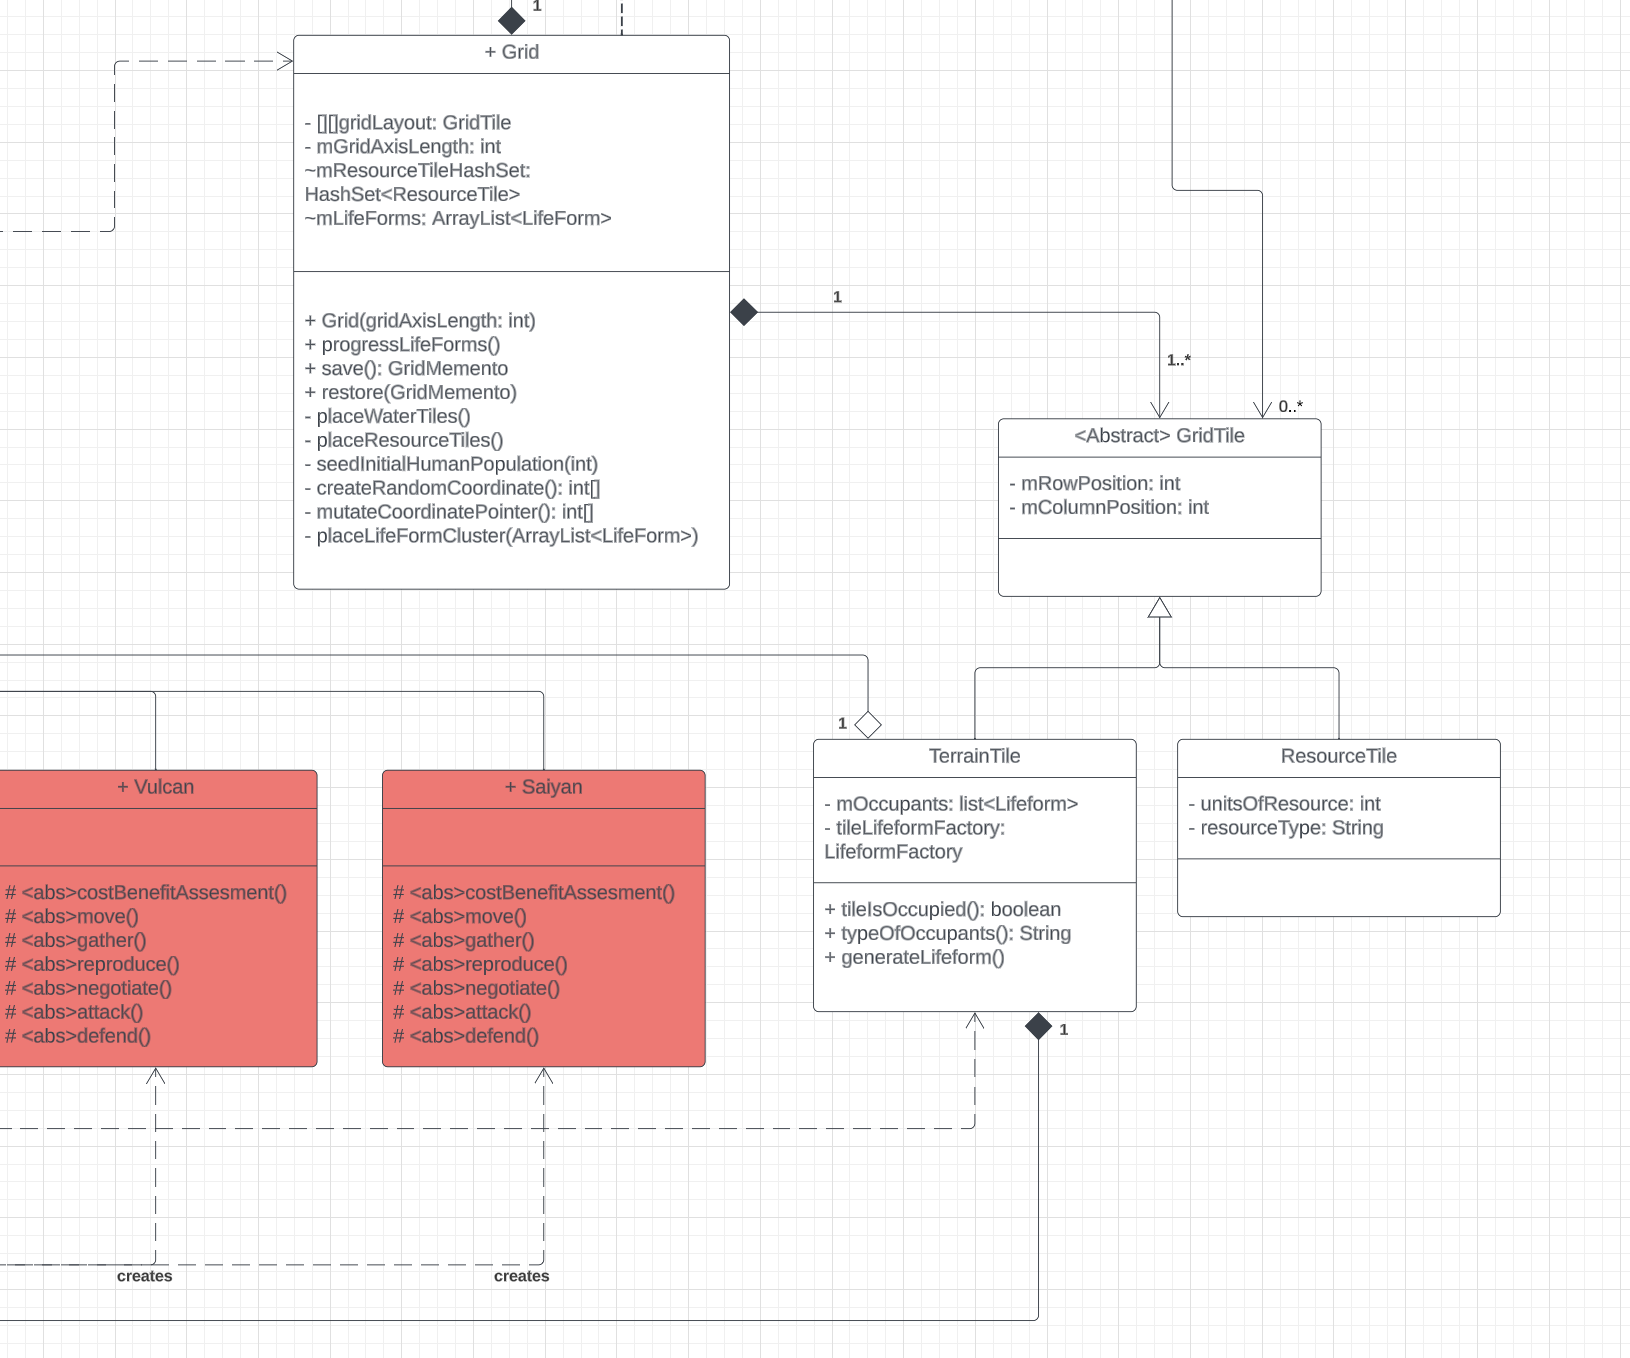 1
+ Grid
- [][]gridLayout: GridTile
- mGridAxisLength: int
~mResourceTileHashSet:
HashSet<ResourceTile>
~mLifeForms: ArrayList<LifeForm>
+ Grid(gridAxisLength: int)
+ progressLifeForms()
+ save(): GridMemento
+ restore(GridMemento)
- placeWaterTiles()
- placeResourceTiles()
- seedInitialHumanPopulation(int)
- createRandomCoordinate(): int[]
- mutateCoordinatePointer(): int[]
- placeLifeFormCluster(ArrayList<LifeForm>)
1
1..*
0..*
<Abstract> GridTile
- mRowPosition: int
- mColumnPosition: int
1
TerrainTile
- mOccupants: list<Lifeform>
- tileLifeformFactory:
LifeformFactory
+ tileIsOccupied(): boolean
+ typeOfOccupants(): String
+ generateLifeform()
1
ResourceTile
- unitsOfResource: int
- resourceType: String
+ Vulcan
# <abs>costBenefitAssesment()
# <abs>move()
# <abs>gather()
# <abs>reproduce()
# <abs>negotiate()
# <abs>attack()
# <abs>defend()
+ Saiyan
# <abs>costBenefitAssesment()
# <abs>move()
# <abs>gather()
# <abs>reproduce()
# <abs>negotiate()
# <abs>attack()
# <abs>defend()
creates
creates